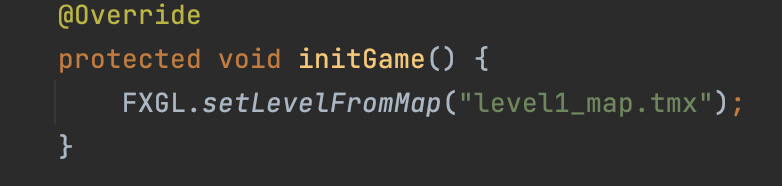 @Override
protected void initGame() {
FXGL.setLevelFromMap("level1_map.tmx");
}